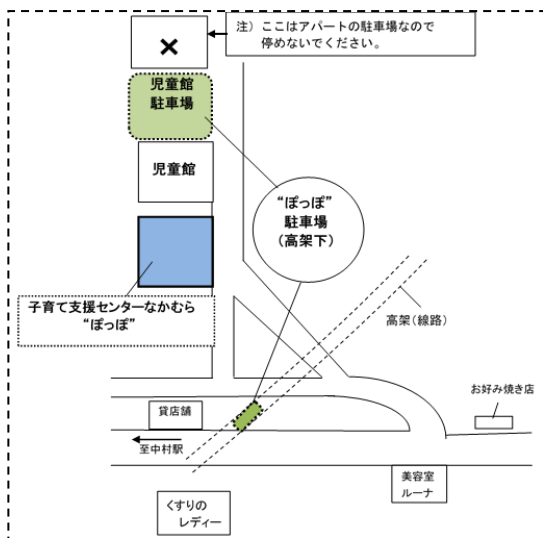 注）ここはアパートの駐車場なので
停めないでください。
×
児童館
駐車場
児童館
“ぽっぽ”
駐車場
（高架下）
子育て支援センターなかむら
“ぽっぽ”
高架（線路）
お好み焼き店
貸店舗
至中村駅
美容室
ルーナ
くすりの
レディー